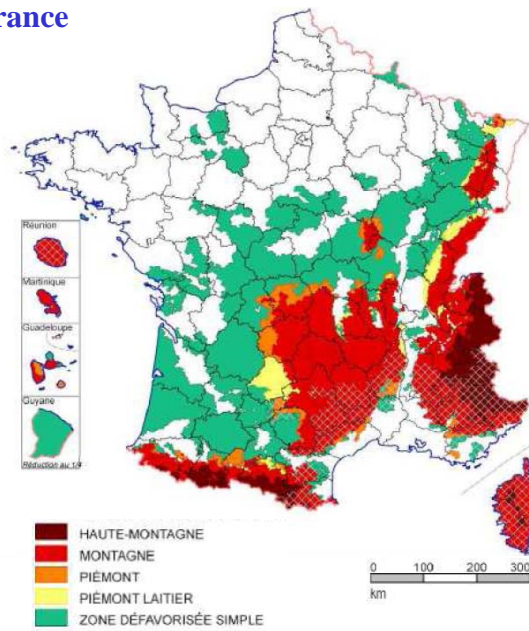 rance
Réunion
Martinique
Guadeloupe
Guyane
Réduction au 1/4
HAUTE-MONTAGNE
MONTAGNE
PIÉMONT
PIÉMONT LAITIER
ZONE DÉFAVORISÉE SIMPLE
0 100 200 300
km